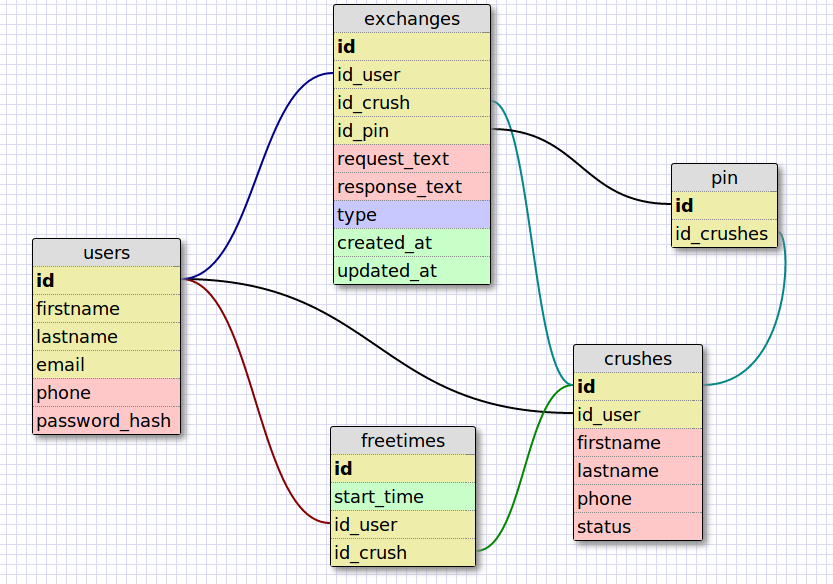 exchanges
id
id_user
id_crush
id_pin
request_text
response_text
type
created_at
updated_at
pin
id
id_crushes
users
id
firstname
lastname
email
phone
password_hash
crushes
id
id_user
firstname
lastname
phone
status
freetimes
id
start_time
id_user
id_crush